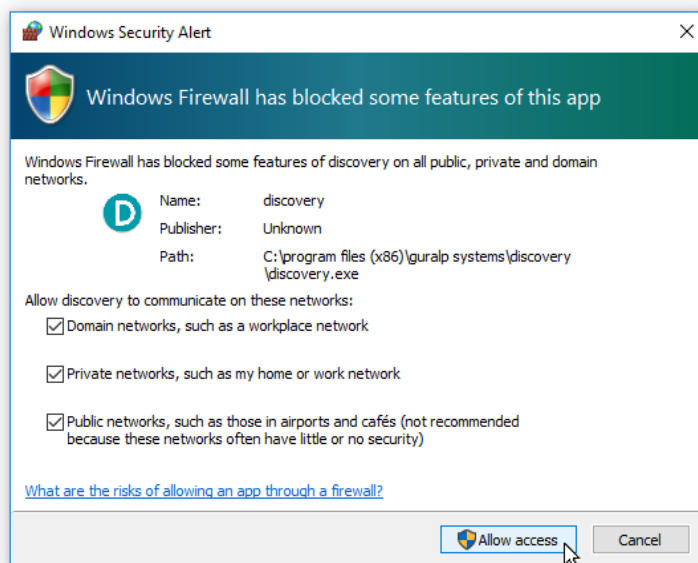 Windows Security Alert
Windows Firewall has blocked some features of this app
Windows Firewall has blocked some features of discovery on all public, private and domain
networks.
D
Name: discovery
Publisher: Unknown
Path: C:\program files (x86)\guralp systems\discovery
\discovery.exe
Allow discovery to communicate on these networks:
Domain networks, such as a workplace network
Private networks, such as my home or work network
Public networks, such as those in airports and cafés (not recommended
because these networks often have little or no security)
What are the risks of allowing an app through a firewall?
Allow access Cancel